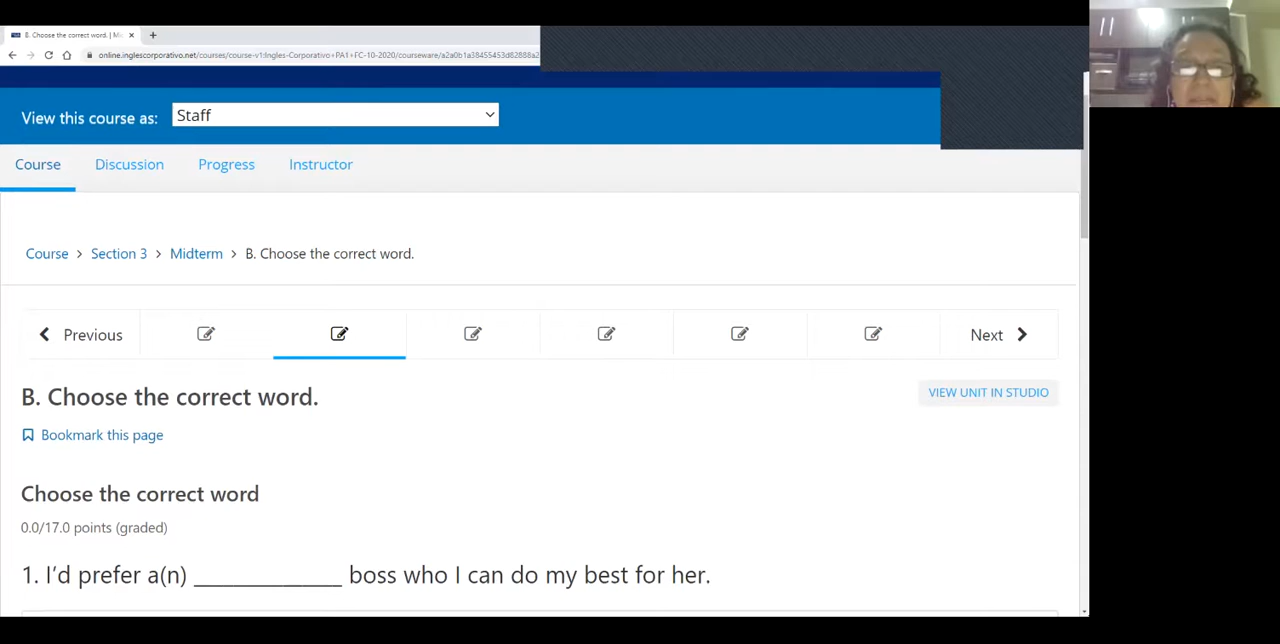 B. Choose the correct word. | Mi
online.inglescorporativo.net/courses/course-v1:Ingles-Corporativo+PA1+FC-10-2020/courseware/a2a0b1a38455453d82888a2
View this course as:
Staff
Course
Discussion
Progress
Instructor
Course > Section 3 > Midterm > B. Choose the correct word.
Previous
Next
B. Choose the correct word.
VIEW UNIT IN STUDIO
Bookmark this page
Choose the correct word
0.0/17.0 points (graded)
1. I’d prefer a(n) ______________ boss who I can do my best for her.